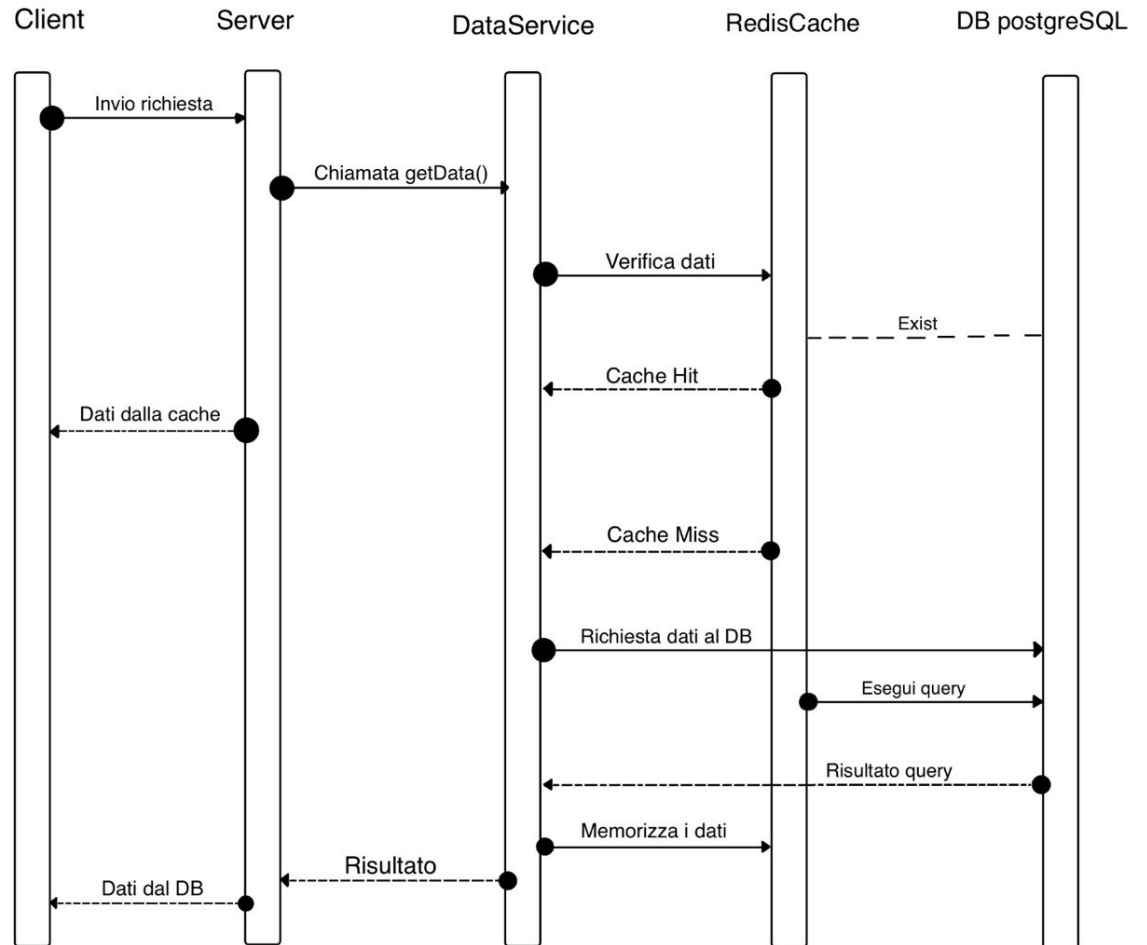 Client
Server
DataService
RedisCache
DB postgreSQL
Invio richiesta
Chiamata getData()
Verifica dati
Exist
Cache Hit
Dati dalla cache
Cache Miss
Richiesta dati al DB
Esegui query
Risultato query
Memorizza i dati
Risultato
Dati dal DB